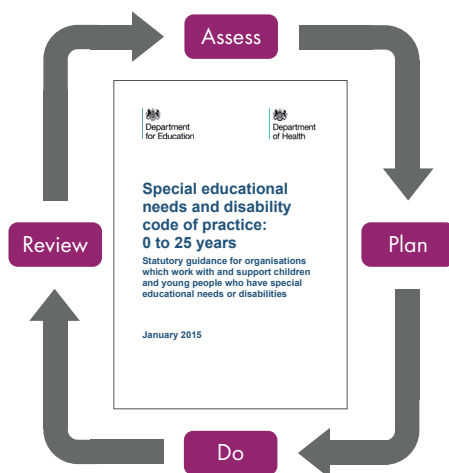 Assess
Department
for Education
Department
of Health
Special educational
needs and disability
code of practice:
0 to 25 years
Statutory guidance for organisations
which work with and support children
and young people who have special
educational needs or disabilities
January 2015
Review
Plan
Do